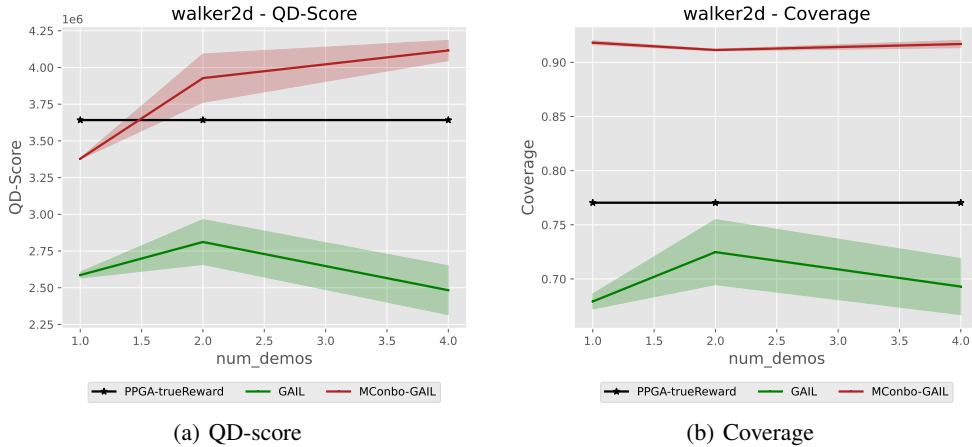 walker2d - QD-Score
1e6
4.25
4.00
3.75
3.50
3.25
3.00
2.75
2.50
2.25
QD-Score
1.0 1.5 2.0 2.5 3.0 3.5 4.0
num_demos
PPGA-trueReward GAIL MConbo-GAIL
(a) QD-score
walker2d - Coverage
0.90
0.85
0.80
0.75
0.70
Coverage
1.0 1.5 2.0 2.5 3.0 3.5 4.0
num_demos
PPGA-trueReward GAIL MConbo-GAIL
(b) Coverage